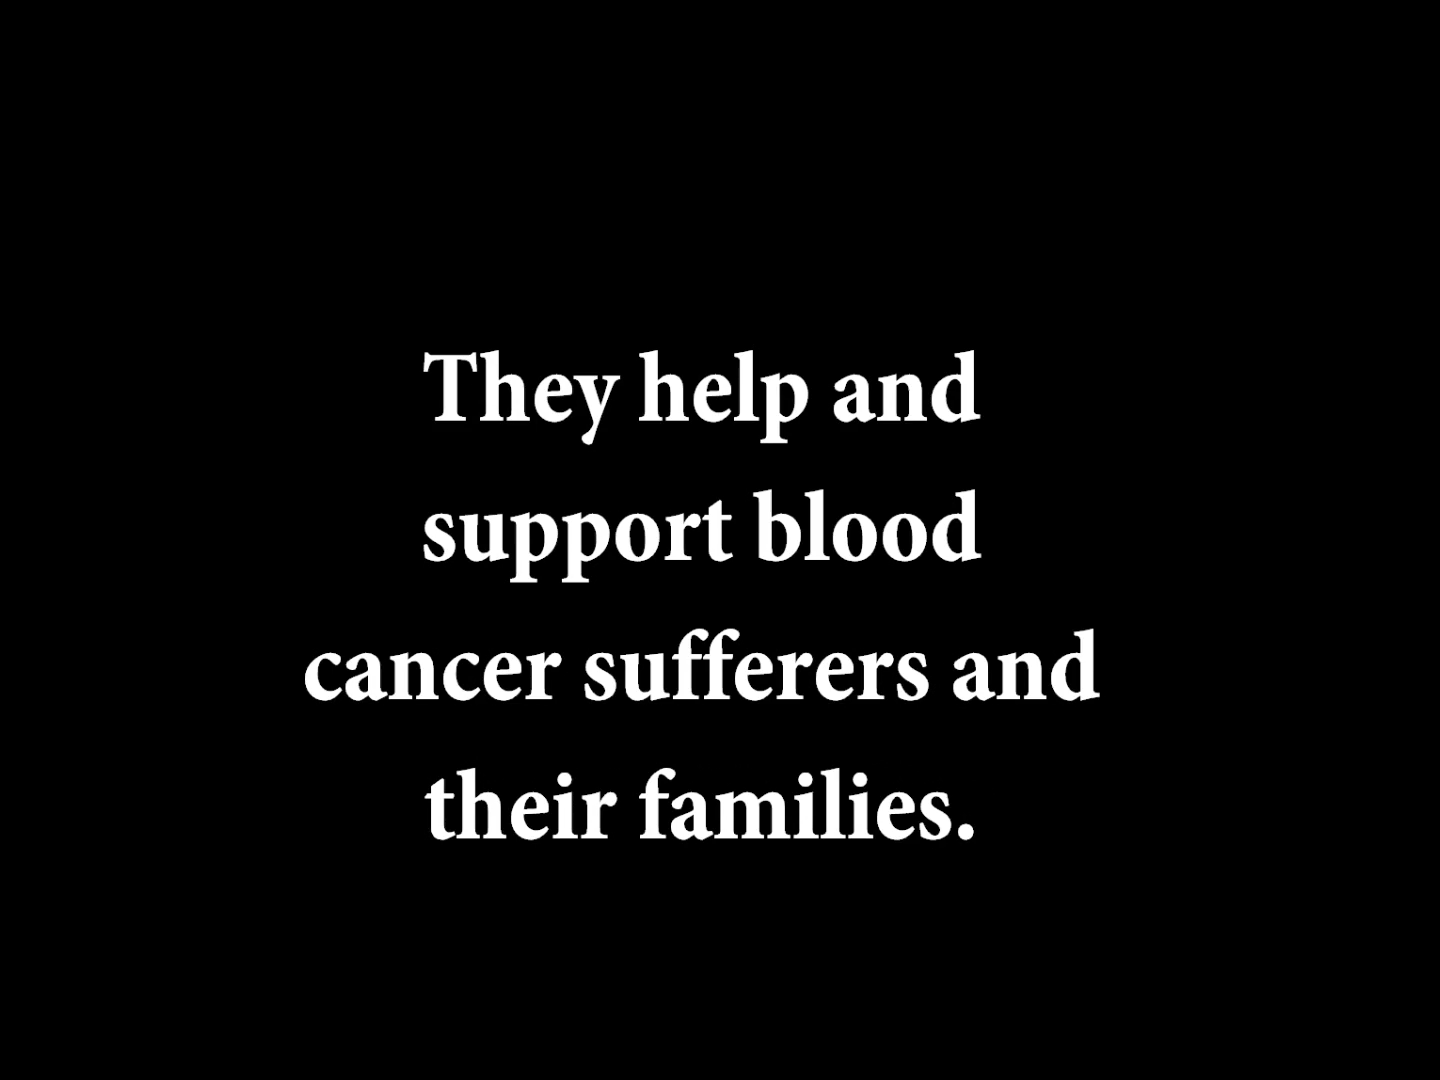 They help and
support blood
cancer sufferers and
their families.